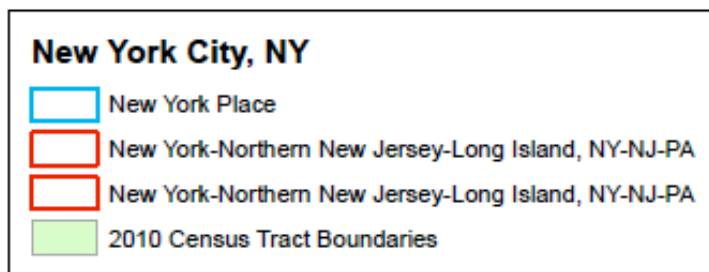 New York City, NY
New York Place
New York-Northern New Jersey-Long Island, NY-NJ-PA
New York-Northern New Jersey-Long Island, NY-NJ-PA
2010 Census Tract Boundaries